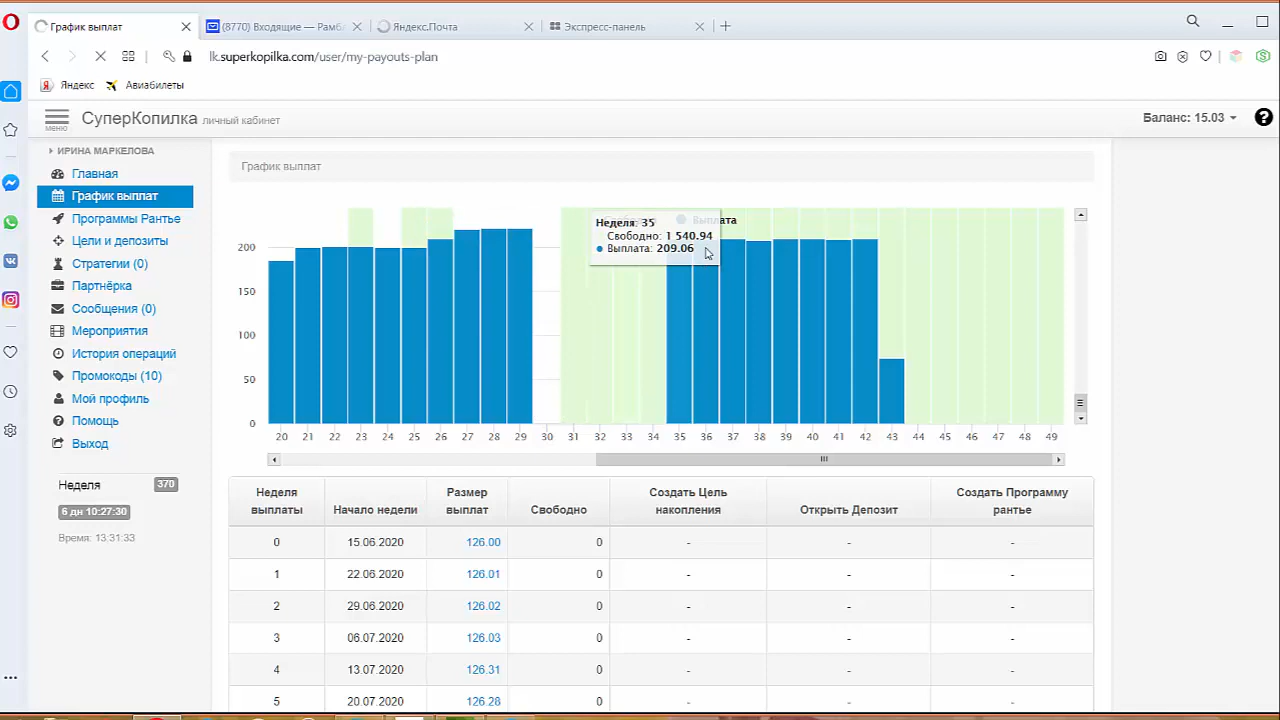 График выплат
(8770) Входящие — Рамбл
Яндекс.Почта
Экспресс-панель
lk.superkopilka.com/user/my-payouts-plan
Яндекс
Авиабилеты
меню
СуперКопилка личный кабинет
Баланс: 15.03
ИРИНА МАРКЕЛОВА
Главная
График выплат
Программы Рантье
Цели и депозиты
Стратегии (0)
Партнёрка
Сообщения (0)
Мероприятия
История операций
Промокоды (10)
Мой профиль
Помощь
Выход
Неделя 370
6 дн 10:27:30
Время: 13:31:33
График выплат
Выплата
Неделя: 35
Свободно: 1 540.94
Выплата: 209.06
200
150
100
50
0
20 21 22 23 24 25 26 27 28 29 30 31 32 33 34 35 36 37 38 39 40 41 42 43 44 45 46 47 48 49
Неделя выплаты Начало недели Размер выплат Свободно Создать Цель накопления Открыть Депозит Создать Программу рантье
0 15.06.2020 126.00 0 - - -
1 22.06.2020 126.01 0 - - -
2 29.06.2020 126.02 0 - - -
3 06.07.2020 126.03 0 - - -
4 13.07.2020 126.31 0 - - -
5 20.07.2020 126.28 0 - - -